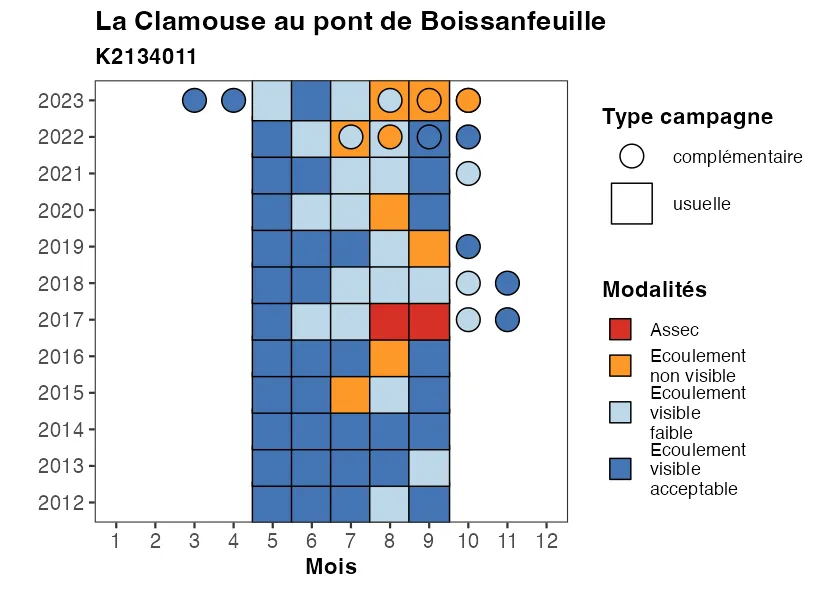 La Clamouse au pont de Boissanfeuille
K2134011
2023
2022
2021
2020
2019
2018
2017
2016
2015
2014
2013
2012
1 2 3 4 5 6 7 8 9 10 11 12
Mois
Type campagne
complémentaire
usuelle
Modalités
Assec
Ecoulement
non visible
Ecoulement
visible
faible
Ecoulement
visible
acceptable